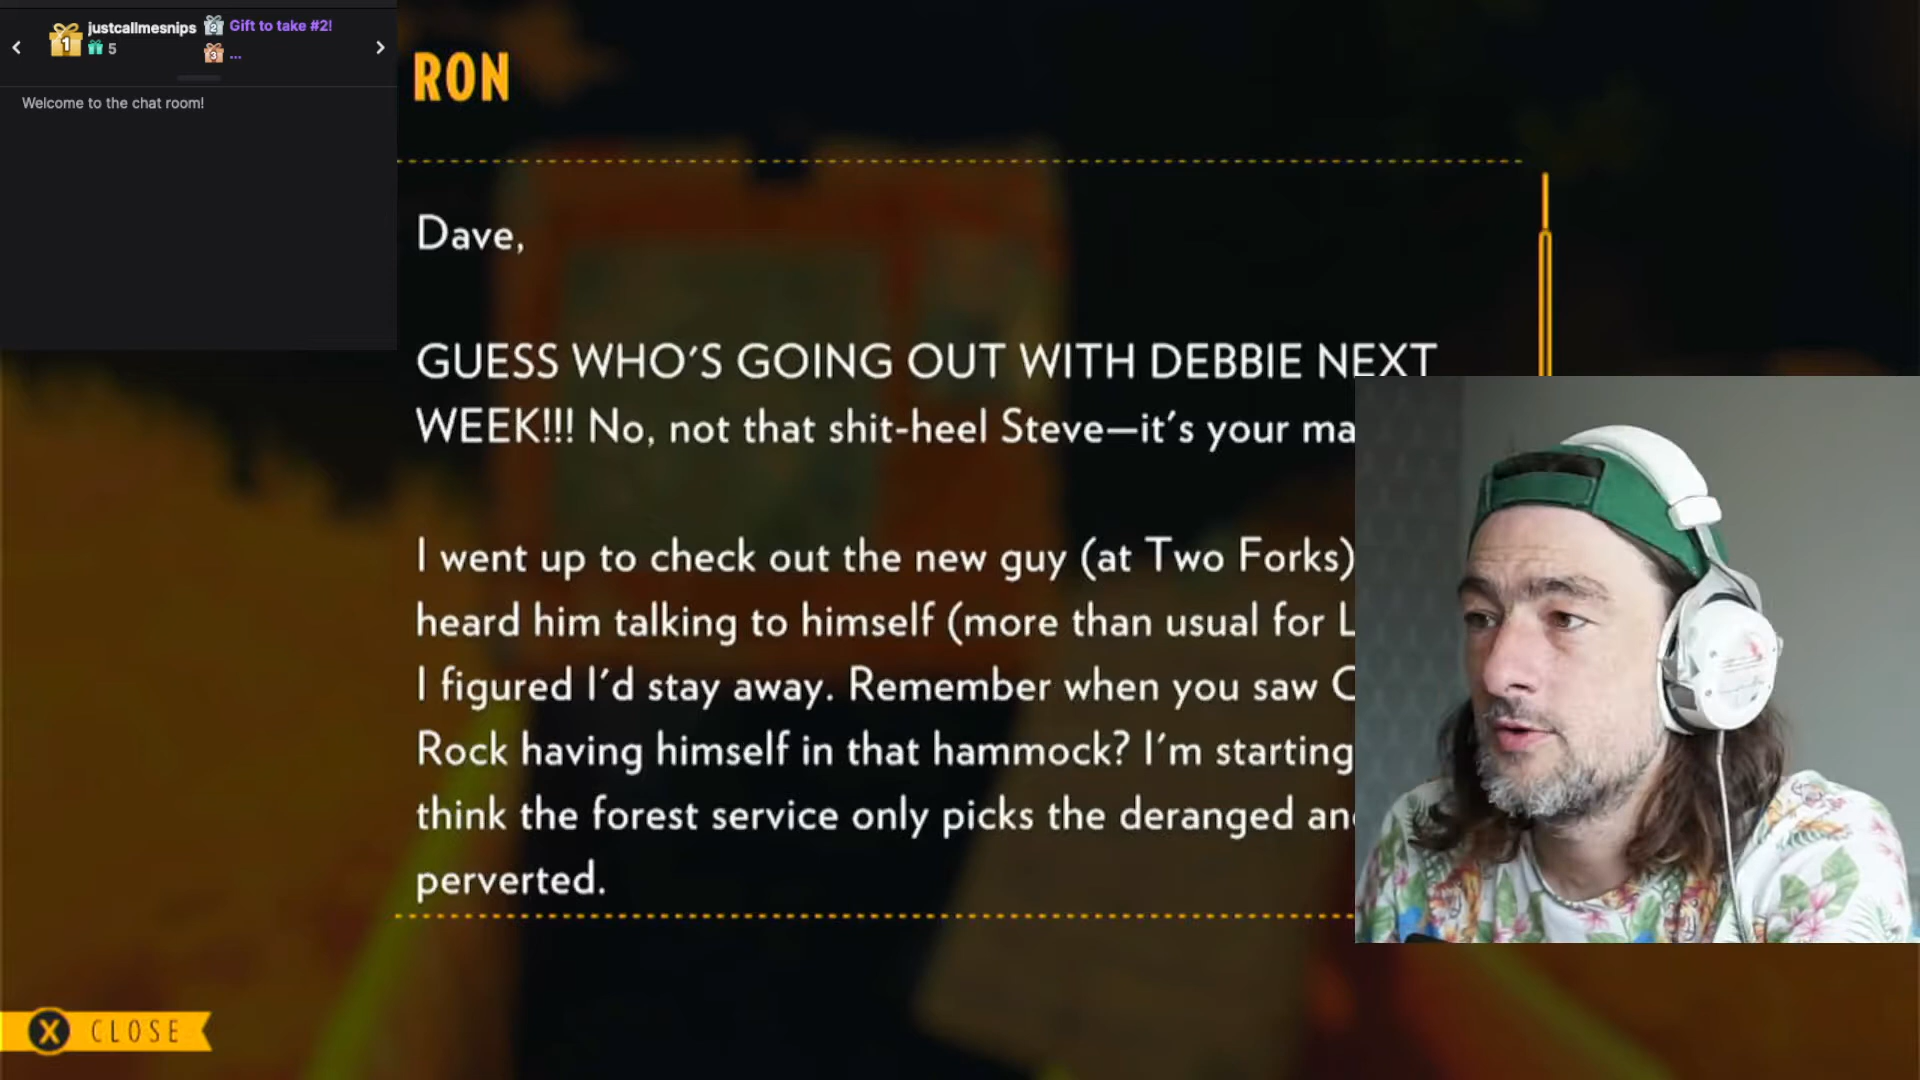 justcallmesnips
5
Gift to take #2!
...
1
2
3
Welcome to the chat room!
RON
Dave,
GUESS WHO'S GOING OUT WITH DEBBIE NEXT
WEEK!!! No, not that shit-heel Steve—it's your ma
I went up to check out the new guy (at Two Forks)
heard him talking to himself (more than usual for L
I figured I'd stay away. Remember when you saw C
Rock having himself in that hammock? I'm starting
think the forest service only picks the deranged an
perverted.
X CLOSE